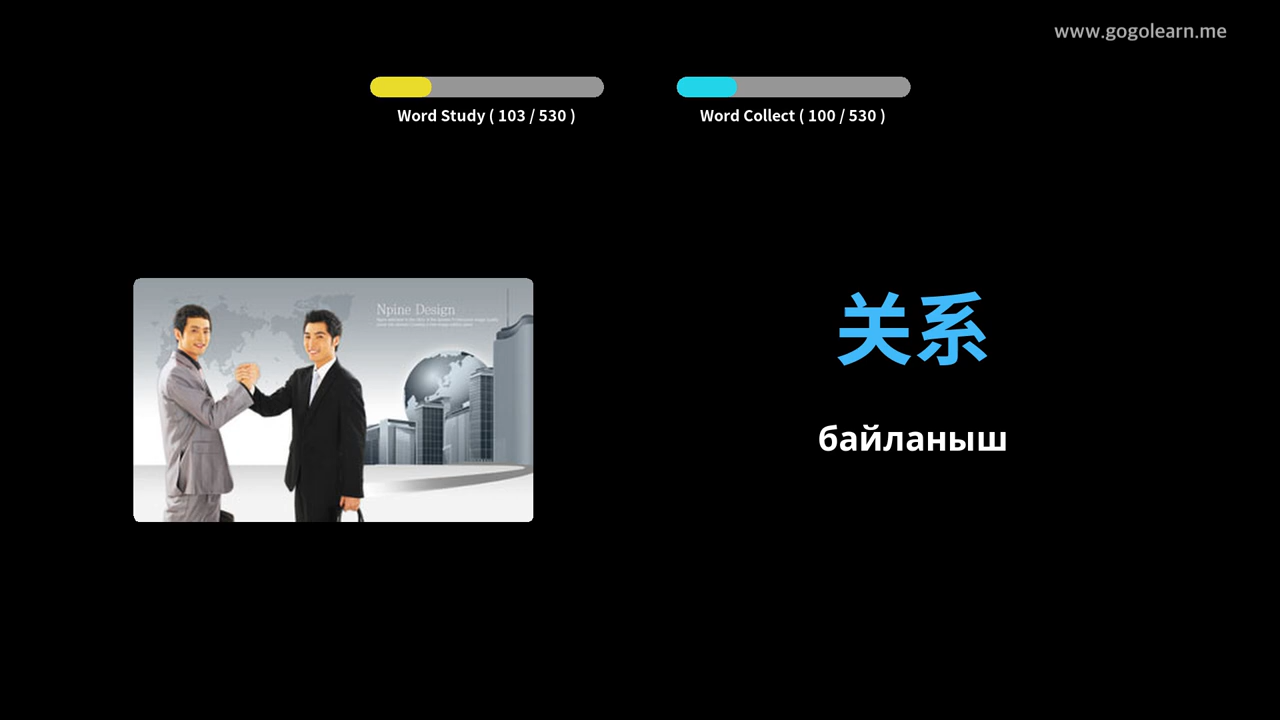 www.gogolearn.me
Word Study ( 103 / 530 )
Word Collect ( 100 / 530 )
Npine Design
关系
байланыш